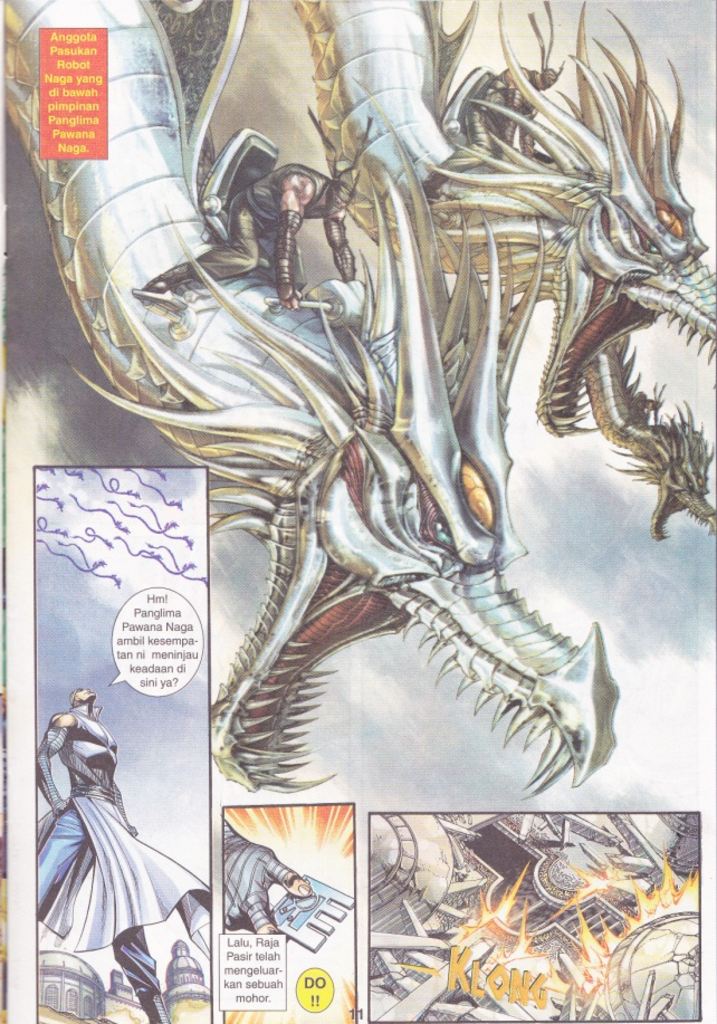 Anggota
Pasukan
Robot
Naga yang
di bawah
pimpinan
Panglima
Pawana
Naga.
Hm!
Panglima
Pawana Naga
ambil kesempa-
tan ni meninjau
keadaan di
sini ya?
Lalu, Raja
Pasir telah
mengeluar-
kan sebuah
mohor.
DO
!!
KLONG
11